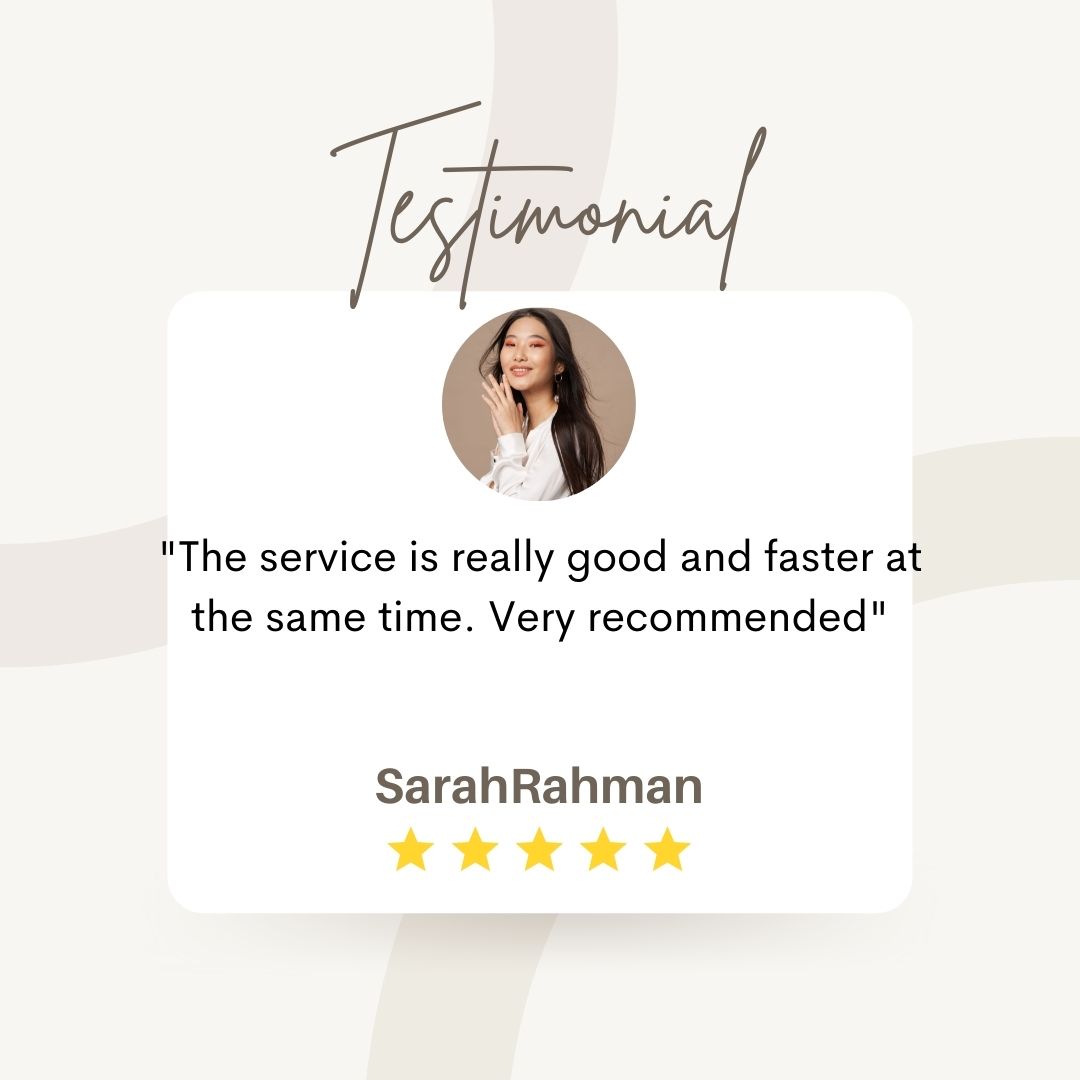 Testimonial
"The service is really good and faster at
the same time. Very recommended"
SarahRahman